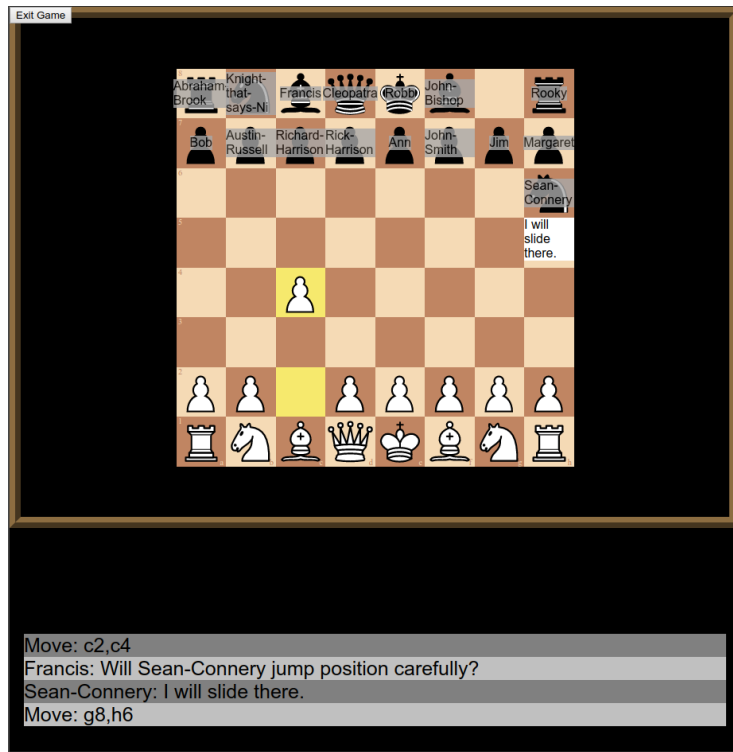 Exit Game
Abraham-
Brook
Knight-
that-
says-Ni
Francis
Cleopatra
Robb
John-
Bishop
Rooky
Bob
Austin-
Russell
Richard-
Harrison
Rick-
Harrison
Ann
John-
Smith
Jim
Margaret
Sean-
Connery
I will
slide
there.
Move: c2,c4
Francis: Will Sean-Connery jump position carefully?
Sean-Connery: I will slide there.
Move: g8,h6